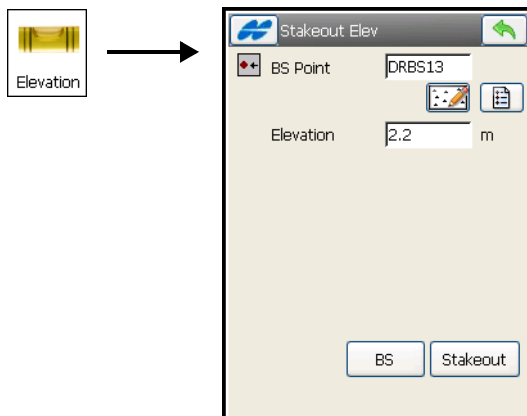 Elevation
Stakeout Elev
BS Point DRBS13
Elevation 2.2 m
BS Stakeout